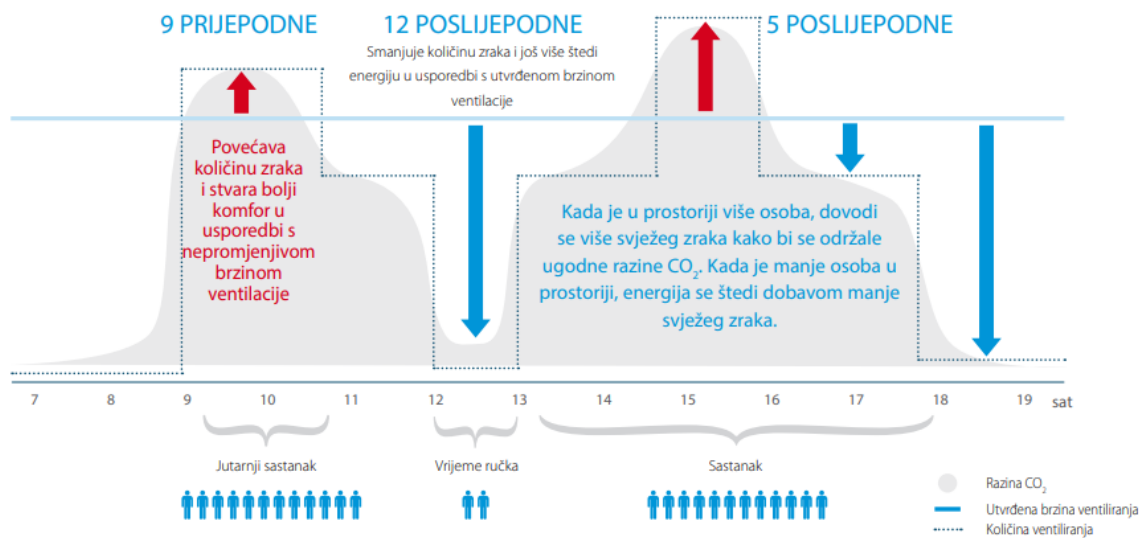 9 PRIJEPODNE
12 POSLIJEPODNE
5 POSLIJEPODNE
Smanjuje količinu zraka i još više štedi
energiju u usporedbi s utvrđenom brzinom
ventilacije
Povećava
količinu zraka
i stvara bolji
komfor u
usporedbi s
nepromjenjivom
brzinom
ventilacije
Kada je u prostoriji više osoba, dovodi
se više svježeg zraka kako bi se održale
ugodne razine CO₂. Kada je manje osoba u
prostoriji, energija se štedi dobavom manje
svježeg zraka.
7 8 9 10 11 12 13 14 15 16 17 18 19 sat
Jutarnji sastanak
Vrijeme ručka
Sastanak
Razina CO₂
Utvrđena brzina ventiliranja
Količina ventiliranja